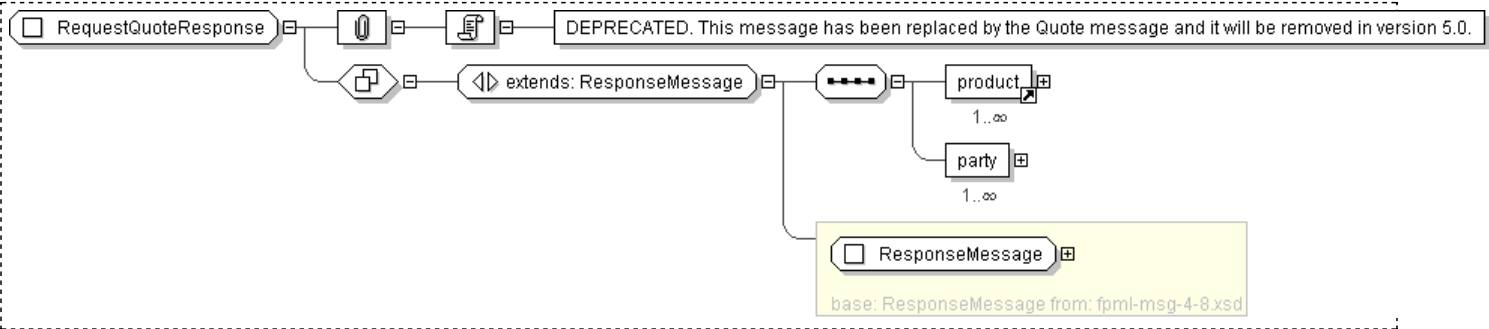 RequestQuoteResponse
DEPRECATED. This message has been replaced by the Quote message and it will be removed in version 5.0.
extends: ResponseMessage
product
1..∞
party
1..∞
ResponseMessage
base: ResponseMessage from: fpml-msg-4-8.xsd